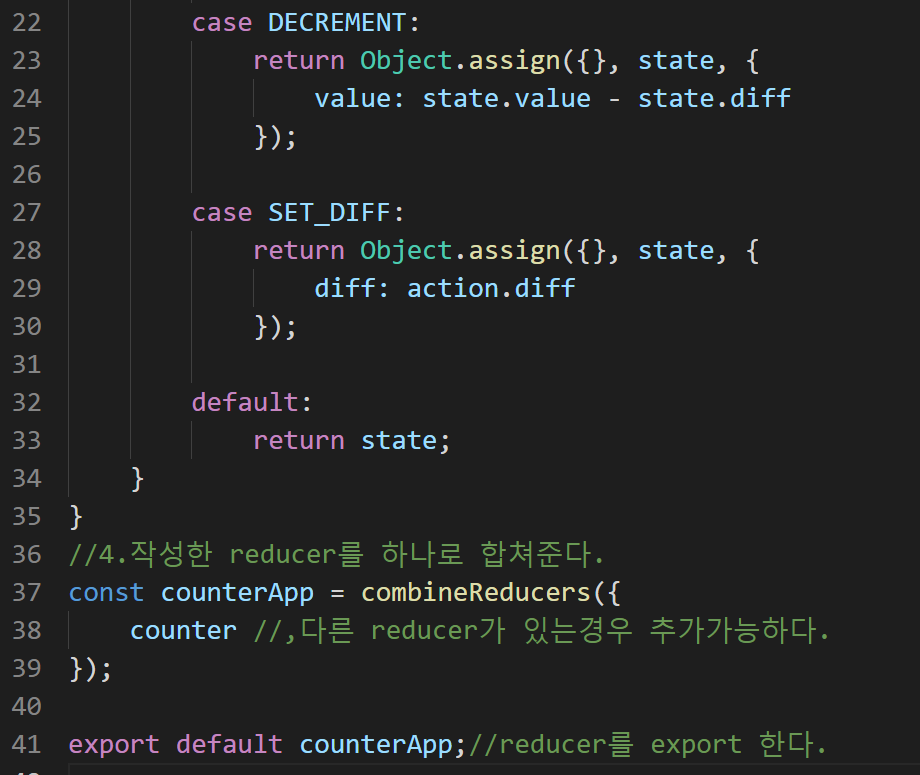 22 case DECREMENT:
23 return Object.assign({}, state, {
24 value: state.value - state.diff
25 });
26
27 case SET_DIFF:
28 return Object.assign({}, state, {
29 diff: action.diff
30 });
31
32 default:
33 return state;
34 }
35 }
36 //4.작성한 reducer를 하나로 합쳐준다.
37 const counterApp = combineReducers({
38 counter //,다른 reducer가 있는경우 추가가능하다.
39 });
40
41 export default counterApp;//reducer를 export 한다.